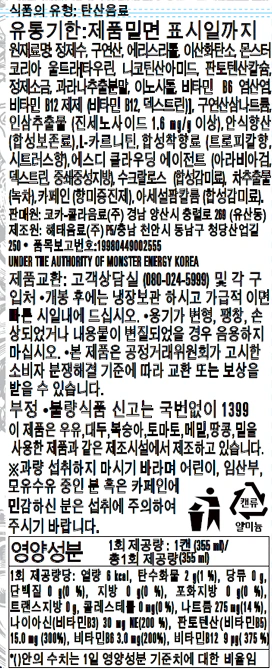 식품의 유형: 탄산음료
유통기한:제품밑면 표시일까지
원재료명 정제수, 구연산, 에리스리톨, 이산화탄소, 몬스터
코리아 울트라타우린, 니코틴산아미드, 판토텐산칼슘,
정제소금, 과라나추출분말, 이노시톨, 비타민 B6 염산염,
비타민 B12 제제 (비타민 B12, 덱스트린)], 구연산삼나트륨,
인삼추출물 (진세노사이드 1.6 mg/g 이상), 안식향산
(합성보존료), L-카르니틴, 합성착향료 (트로피칼향,
시트러스향), 에스디 클라우딩 에이전트 (아라비아검,
덱스트린, 중쇄중성지방), 수크랄로스 (합성감미료), 차추출물
(녹차), 카페인 (향미증진제), 아세설팜칼륨 (합성감미료),
판매원: 코카-콜라음료(주) 경남 양산시 충렬로 288 (유산동)
제조원: 해태음료(주)P5/충남 천안시 동남구 청당산업길
250 • 품목보고번호:19980449002555
UNDER THE AUTHORITY OF MONSTER ENERGY KOREA
제품교환: 고객상담실 (080-024-5999) 및 각 구
입처 •개봉 후에는 냉장보관 하시고 가급적 이면
빠른 시일내에 드십시오. •용기가 변형, 팽창, 손
상되었거나 내용물이 변질되었을 경우 음용하지
마십시오. •본 제품은 공정거래위원회가 고시한
소비자 분쟁해결 기준에 따라 교환 또는 보상을
받을 수 있습니다.
부정 •불량식품 신고는 국번없이 1399
이 제품은 우유,대두,복숭아,토마토,메밀,땅콩,밀을
사용한 제품과 같은 제조시설에서 제조하고 있습니다.
※과량 섭취하지 마시기 바라며 어린이, 임산부,
모유수유 중인 분 혹은 카페인에
민감하신 분은 섭취에 주의하여
주시기 바랍니다.
캔류
알미늄
영양성분
1회 제공량 : 1캔 (355 ml)/
총1회 제공량(355 ml)
1회 제공량당: 열량 6 kcal, 탄수화물 2 g(1 %), 당류 0 g,
단백질 0 g(0 %), 지방 0 g(0 %), 포화지방 0 g(0 %),
트랜스지방 0 g, 콜레스테롤 0 mg(0 %), 나트륨 275 mg(14 %),
나이아신(비타민B3) 30 mg NE(200 %), 판토텐산(비타민B5)
15.0 mg (300%), 비타민B6 3.0 mg(200%), 비타민B12 9 μg( 375 %)
*()안의 수치는 1일 영양성분 기준치에 대한 비율임